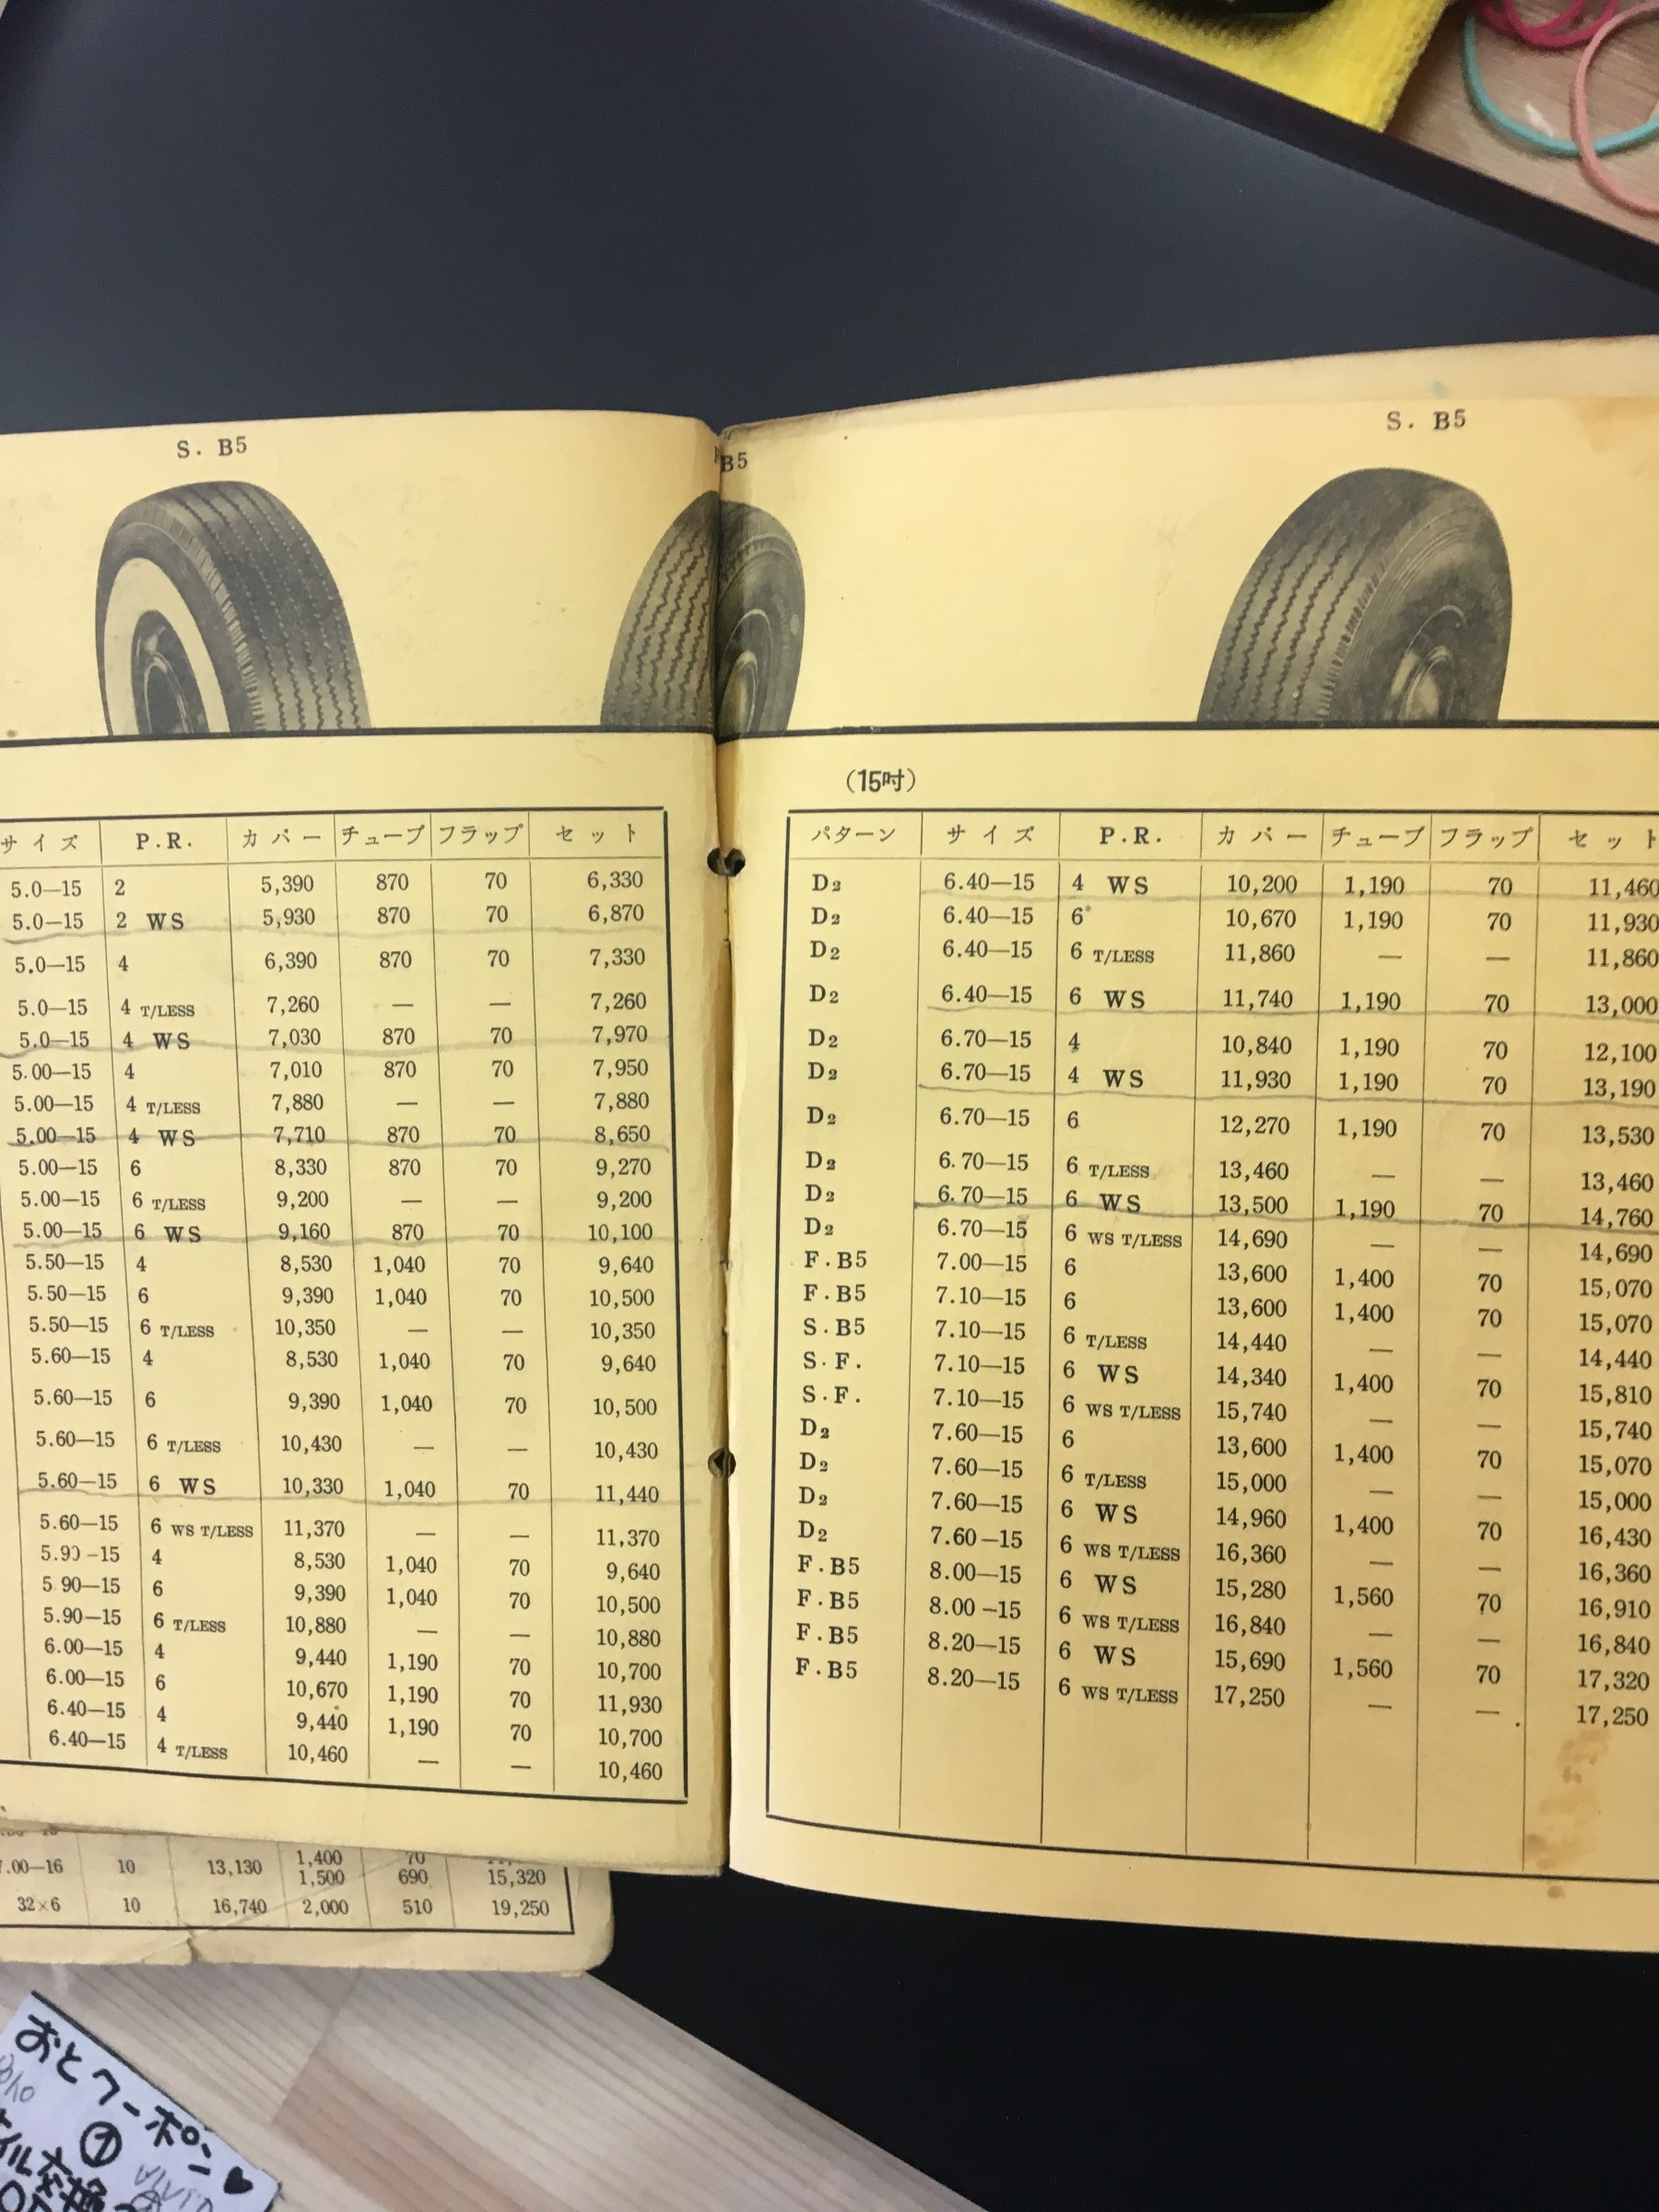 S. B5
B5
S. B5
サイズ P.R. カバー チューブ フラップ セット
5.0—15 2 5,390 870 70 6,330
5.0—15 2 WS 5,930 870 70 6,870
5.0—15 4 6,390 870 70 7,330
5.0—15 4 T/LESS 7,260 — — 7,260
5.0—15 4 WS 7,030 870 70 7,970
5.00—15 4 7,010 870 70 7,950
5.00—15 4 T/LESS 7,880 — — 7,880
5.00—15 4 WS 7,710 870 70 8,650
5.00—15 6 8,330 870 70 9,270
5.00—15 6 T/LESS 9,200 — — 9,200
5.00—15 6 WS 9,160 870 70 10,100
5.50—15 4 8,530 1,040 70 9,640
5.50—15 6 9,390 1,040 70 10,500
5.50—15 6 T/LESS 10,350 — — 10,350
5.60—15 4 8,530 1,040 70 9,640
5.60—15 6 9,390 1,040 70 10,500
5.60—15 6 T/LESS 10,430 — — 10,430
5.60—15 6 WS 10,330 1,040 70 11,440
5.60—15 6 WS T/LESS 11,370 — — 11,370
5.90—15 4 8,530 1,040 70 9,640
5.90—15 6 9,390 1,040 70 10,500
5.90—15 6 T/LESS 10,880 — — 10,880
6.00—15 4 9,440 1,190 70 10,700
6.00—15 6 10,670 1,190 70 11,930
6.40—15 4 9,440 1,190 70 10,700
6.40—15 4 T/LESS 10,460 — — 10,460
(15吋)
パターン サイズ P.R. カバー チューブ フラップ セット
D2 6.40—15 4 WS 10,200 1,190 70 11,460
D2 6.40—15 6 10,670 1,190 70 11,930
D2 6.40—15 6 T/LESS 11,860 — — 11,860
D2 6.40—15 6 WS 11,740 1,190 70 13,000
D2 6.70—15 4 10,840 1,190 70 12,100
D2 6.70—15 4 WS 11,930 1,190 70 13,190
D2 6.70—15 6 12,270 1,190 70 13,530
D2 6.70—15 6 T/LESS 13,460 — — 13,460
D2 6.70—15 6 WS 13,500 1,190 70 14,760
D2 6.70—15 6 WS T/LESS 14,690 — — 14,690
F.B5 7.00—15 6 13,600 1,400 70 15,070
F.B5 7.10—15 6 13,600 1,400 70 15,070
S.B5 7.10—15 6 T/LESS 14,440 — — 14,440
S.F. 7.10—15 6 WS 14,340 1,400 70 15,810
S.F. 7.10—15 6 WS T/LESS 15,740 — — 15,740
D2 7.60—15 6 13,600 1,400 70 15,070
D2 7.60—15 6 T/LESS 15,000 — — 15,000
D2 7.60—15 6 WS 14,960 1,400 70 16,430
D2 7.60—15 6 WS T/LESS 16,360 — — 16,360
F.B5 8.00—15 6 WS 15,280 1,560 70 16,910
F.B5 8.00—15 6 WS T/LESS 16,840 — — 16,840
F.B5 8.20—15 6 WS 15,690 1,560 70 17,320
F.B5 8.20—15 6 WS T/LESS 17,250 — — 17,250
7.00—16 10 13,130 1,400 70
1,500 690 15,320
32×6 10 16,740 2,000 510 19,250
おとクーポン♥
⑦